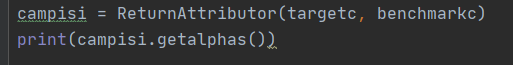 campisi = ReturnAttributor(targetc, benchmarkc)
print(campisi.getalphas())